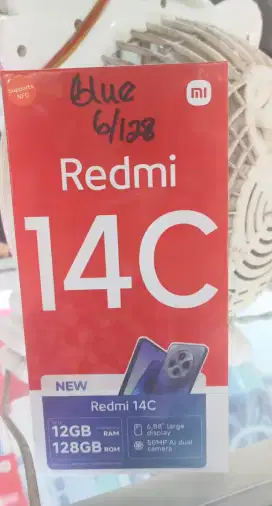 Supports
NFC
Blue
6/128
mi
Redmi
14C
NEW
Redmi 14C
12GB RAM
128GB ROM
6.88" large
display
50MP AI dual
camera